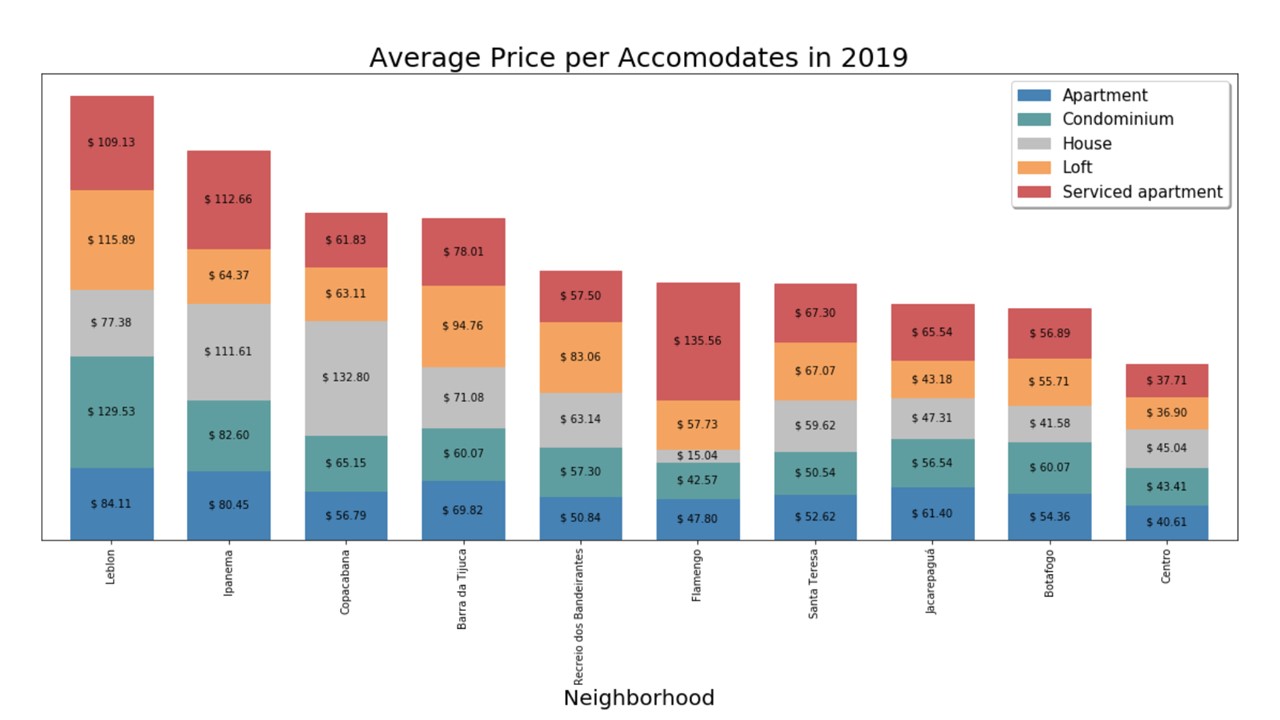 Average Price per Accomodates in 2019
Apartment
Condominium
House
Loft
Serviced apartment
$ 109.13
$ 115.89
$ 77.38
$ 129.53
$ 84.11
$ 112.66
$ 64.37
$ 111.61
$ 82.60
$ 80.45
$ 61.83
$ 63.11
$ 132.80
$ 65.15
$ 56.79
$ 78.01
$ 94.76
$ 71.08
$ 60.07
$ 69.82
$ 57.50
$ 83.06
$ 63.14
$ 57.30
$ 50.84
$ 135.56
$ 57.73
$ 15.04
$ 42.57
$ 47.80
$ 67.30
$ 67.07
$ 59.62
$ 50.54
$ 52.62
$ 65.54
$ 43.18
$ 47.31
$ 56.54
$ 61.40
$ 56.89
$ 55.71
$ 41.58
$ 60.07
$ 54.36
$ 37.71
$ 36.90
$ 45.04
$ 43.41
$ 40.61
Leblon
Ipanema
Copacabana
Barra da Tijuca
Recreio dos Bandeirantes
Flamengo
Santa Teresa
Jacarepaguá
Botafogo
Centro
Neighborhood